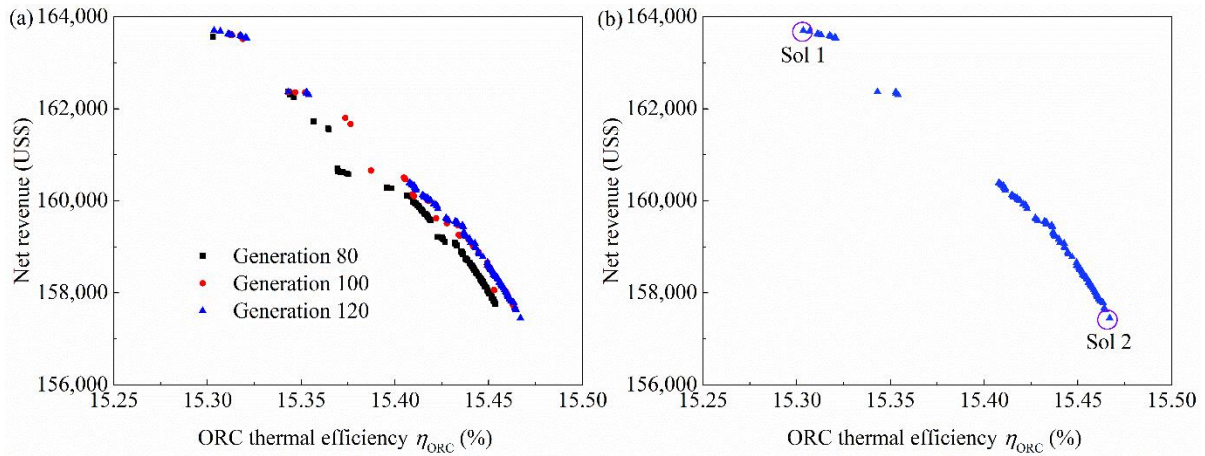 (a)
164,000
162,000
160,000
158,000
156,000
Net revenue (US$)
Generation 80
Generation 100
Generation 120
15.25
15.30
15.35
15.40
15.45
15.50
ORC thermal efficiency ηORC (%)
(b)
164,000
162,000
160,000
158,000
156,000
Net revenue (US$)
Sol 1
Sol 2
15.25
15.30
15.35
15.40
15.45
15.50
ORC thermal efficiency ηORC (%)